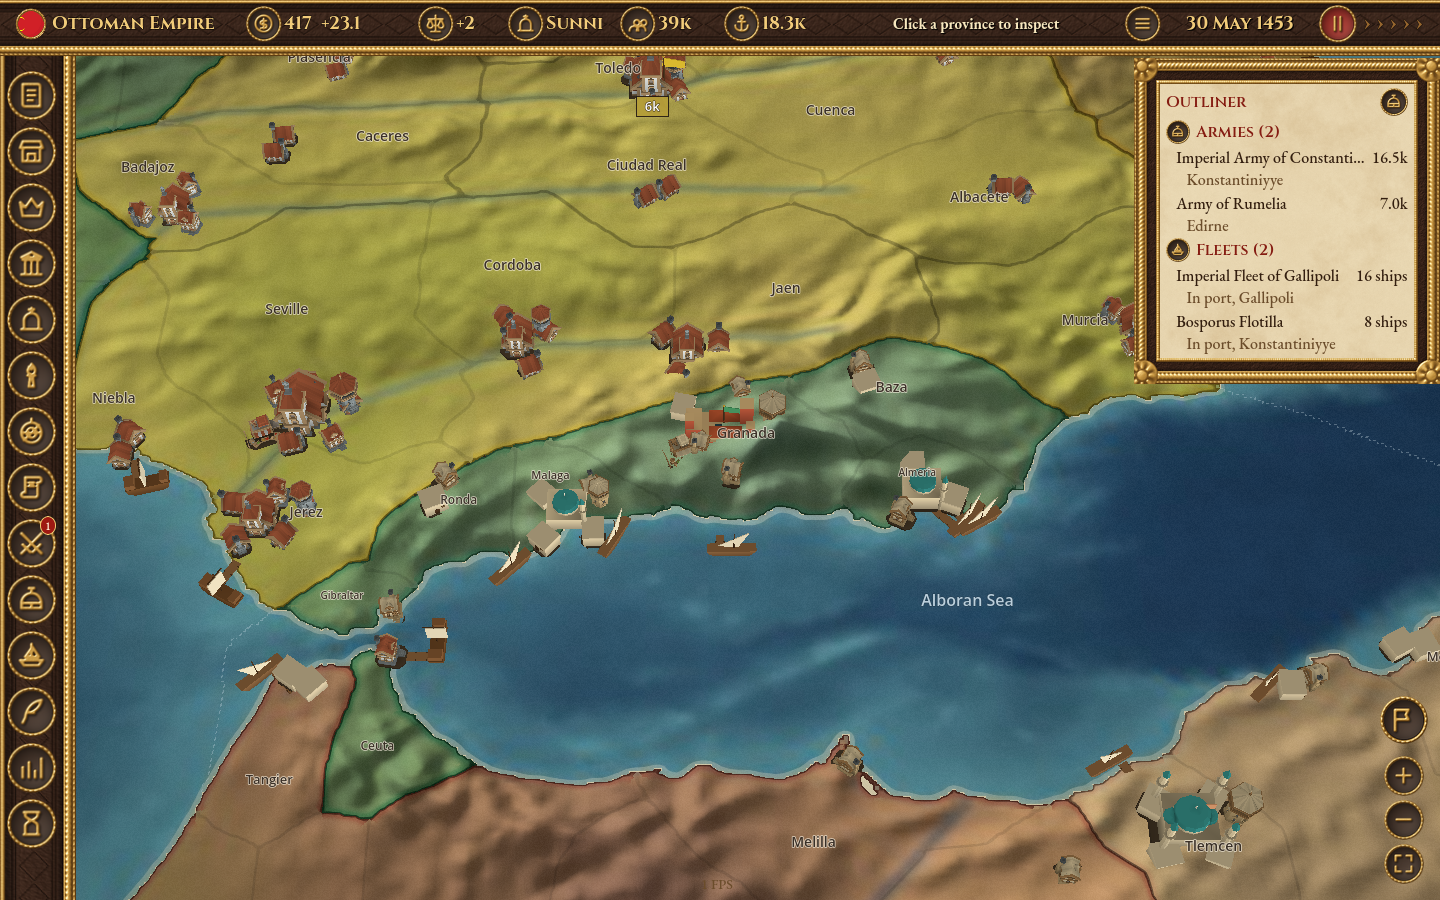 OTTOMAN EMPIRE 417 +23.1 +2 SUNNI 39K 18.3K Click a province to inspect 30 MAY 1453
Plasencia
Toledo
6k
Cuenca
Caceres
Badajoz
Ciudad Real
Albacete
Cordoba
Jaen
Seville
Murcia
Niebla
Baza
Granada
Malaga
Almeria
Ronda
Jerez
Gibraltar
Alboran Sea
Ceuta
Tangier
Melilla
Tlemcen
FPS
1
OUTLINER
ARMIES (2)
Imperial Army of Constanti... 16.5k
Konstantiniyye
Army of Rumelia 7.0k
Edirne
FLEETS (2)
Imperial Fleet of Gallipoli 16 ships
In port, Gallipoli
Bosporus Flotilla 8 ships
In port, Konstantiniyye